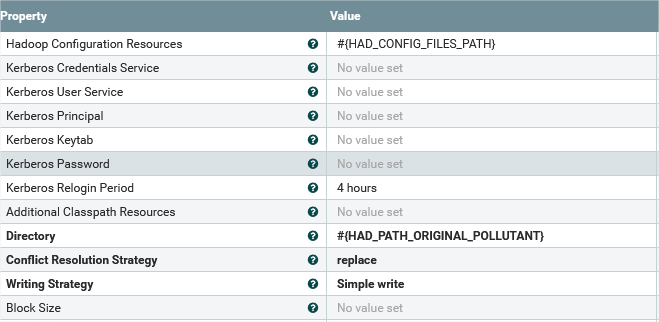 Property Value
Hadoop Configuration Resources ? #{HAD_CONFIG_FILES_PATH}
Kerberos Credentials Service ? No value set
Kerberos User Service ? No value set
Kerberos Principal ? No value set
Kerberos Keytab ? No value set
Kerberos Password ? No value set
Kerberos Relogin Period ? 4 hours
Additional Classpath Resources ? No value set
Directory ? #{HAD_PATH_ORIGINAL_POLLUTANT}
Conflict Resolution Strategy ? replace
Writing Strategy ? Simple write
Block Size ? No value set